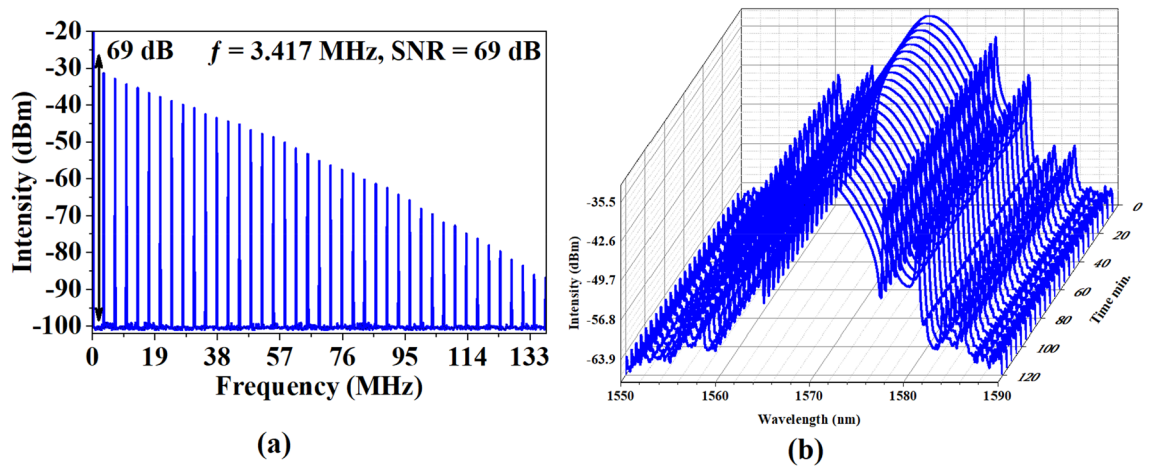 -20
-30
-40
-50
-60
-70
-80
-90
-100
Intensity (dBm)
69 dB
f = 3.417 MHz, SNR = 69 dB
0 19 38 57 76 95 114 133
Frequency (MHz)
(a)
-35.5
-42.6
-49.7
-56.8
-63.9
Intensity (dBm)
1550 1560 1570 1580 1590
Wavelength (nm)
0
20
40
60
80
100
120
Time min.
(b)